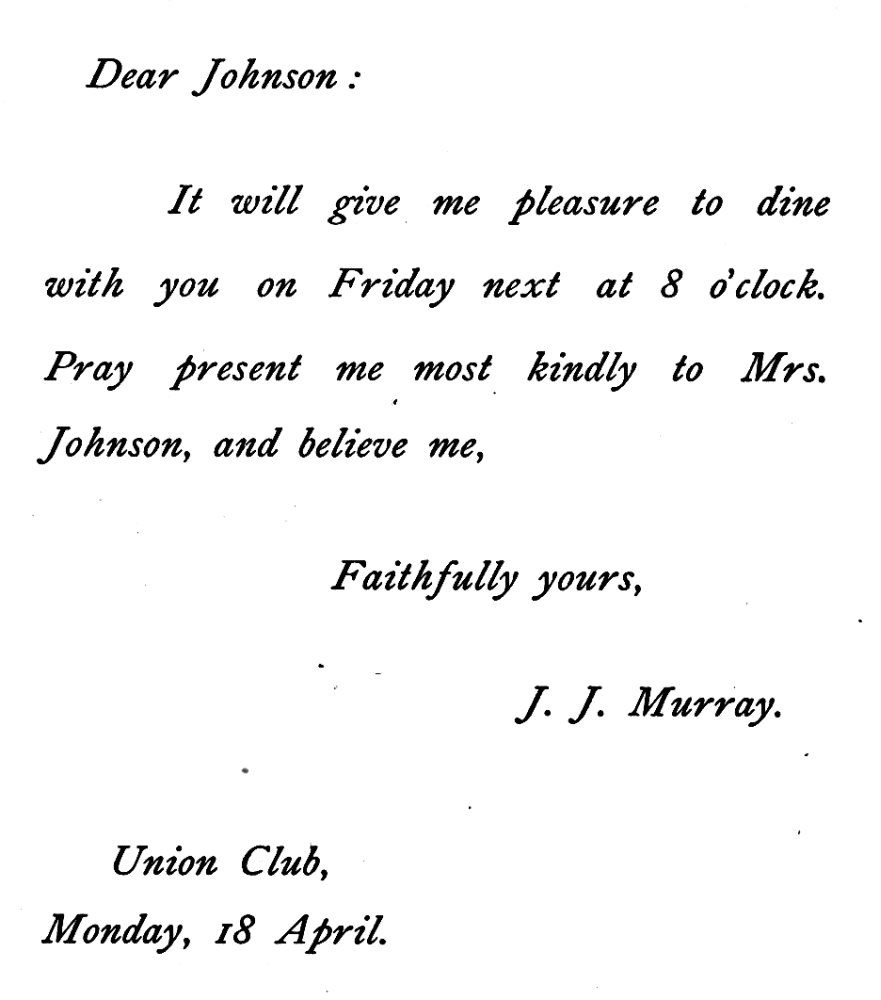 Dear Johnson :
It will give me pleasure to dine
with you on Friday next at 8 o'clock.
Pray present me most kindly to Mrs.
Johnson, and believe me,
Faithfully yours,
J. J. Murray.
Union Club,
Monday, 18 April.